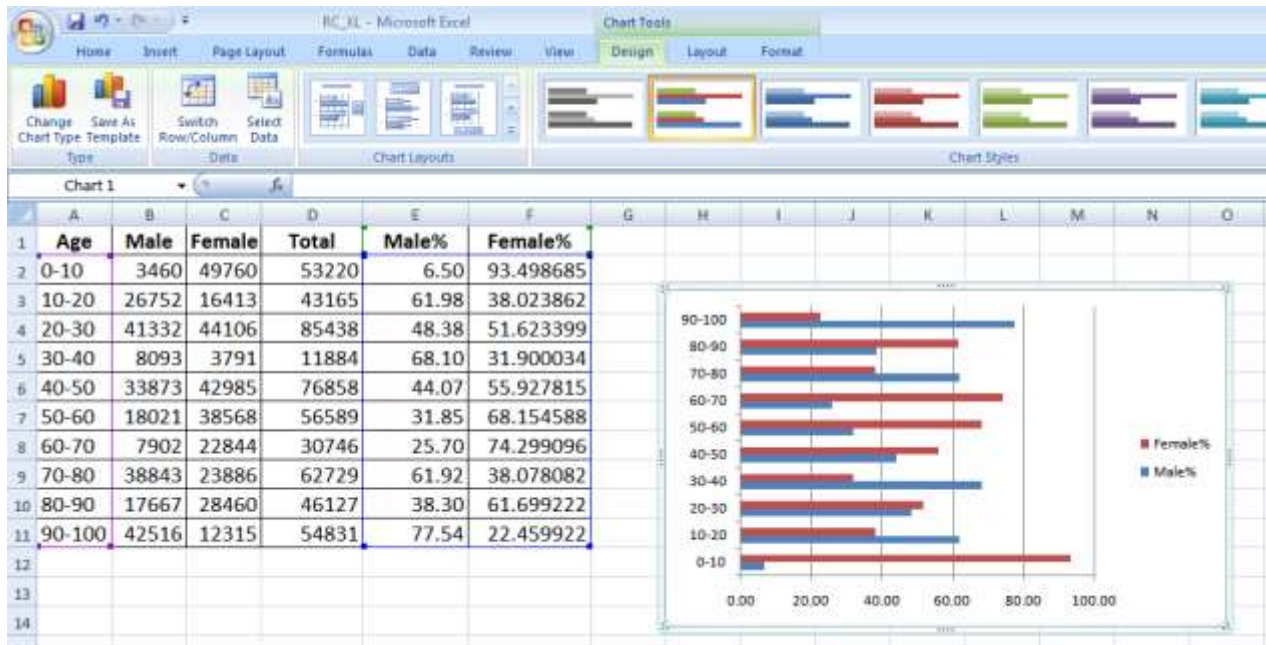 RC_XL - Microsoft Excel
Chart Tools
Home Insert Page Layout Formulas Data Review View Design Layout Format
Change Chart Type
Save As Template
Switch Row/Column
Select Data
Type
Data
Chart Layouts
Chart Styles
Chart 1
fx
A B C D E F G H I J K L M N O
1 Age Male Female Total Male% Female%
2 0-10 3460 49760 53220 6.50 93.498685
3 10-20 26752 16413 43165 61.98 38.023862
4 20-30 41332 44106 85438 48.38 51.623399
5 30-40 8093 3791 11884 68.10 31.900034
6 40-50 33873 42985 76858 44.07 55.927815
7 50-60 18021 38568 56589 31.85 68.154588
8 60-70 7902 22844 30746 25.70 74.299096
9 70-80 38843 23886 62729 61.92 38.078082
10 80-90 17667 28460 46127 38.30 61.699222
11 90-100 42516 12315 54831 77.54 22.459922
12
13
14
90-100
80-90
70-80
60-70
50-60
40-50
30-40
20-30
10-20
0-10
0.00 20.00 40.00 60.00 80.00 100.00
Female%
Male%